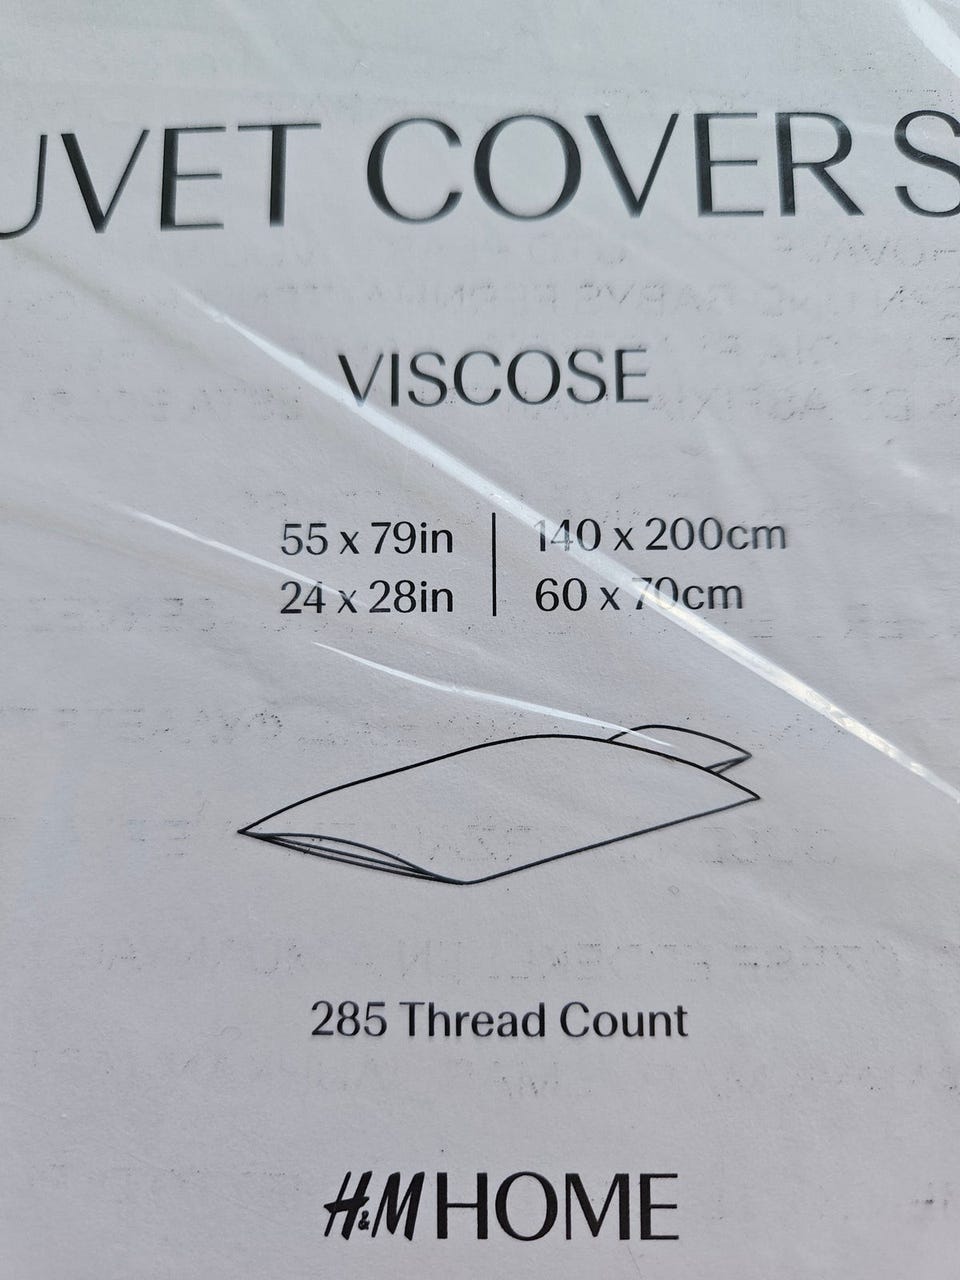 UVET COVER S
VISCOSE
55 x 79in | 140 x 200cm
24 x 28in | 60 x 70cm
285 Thread Count
H&M HOME